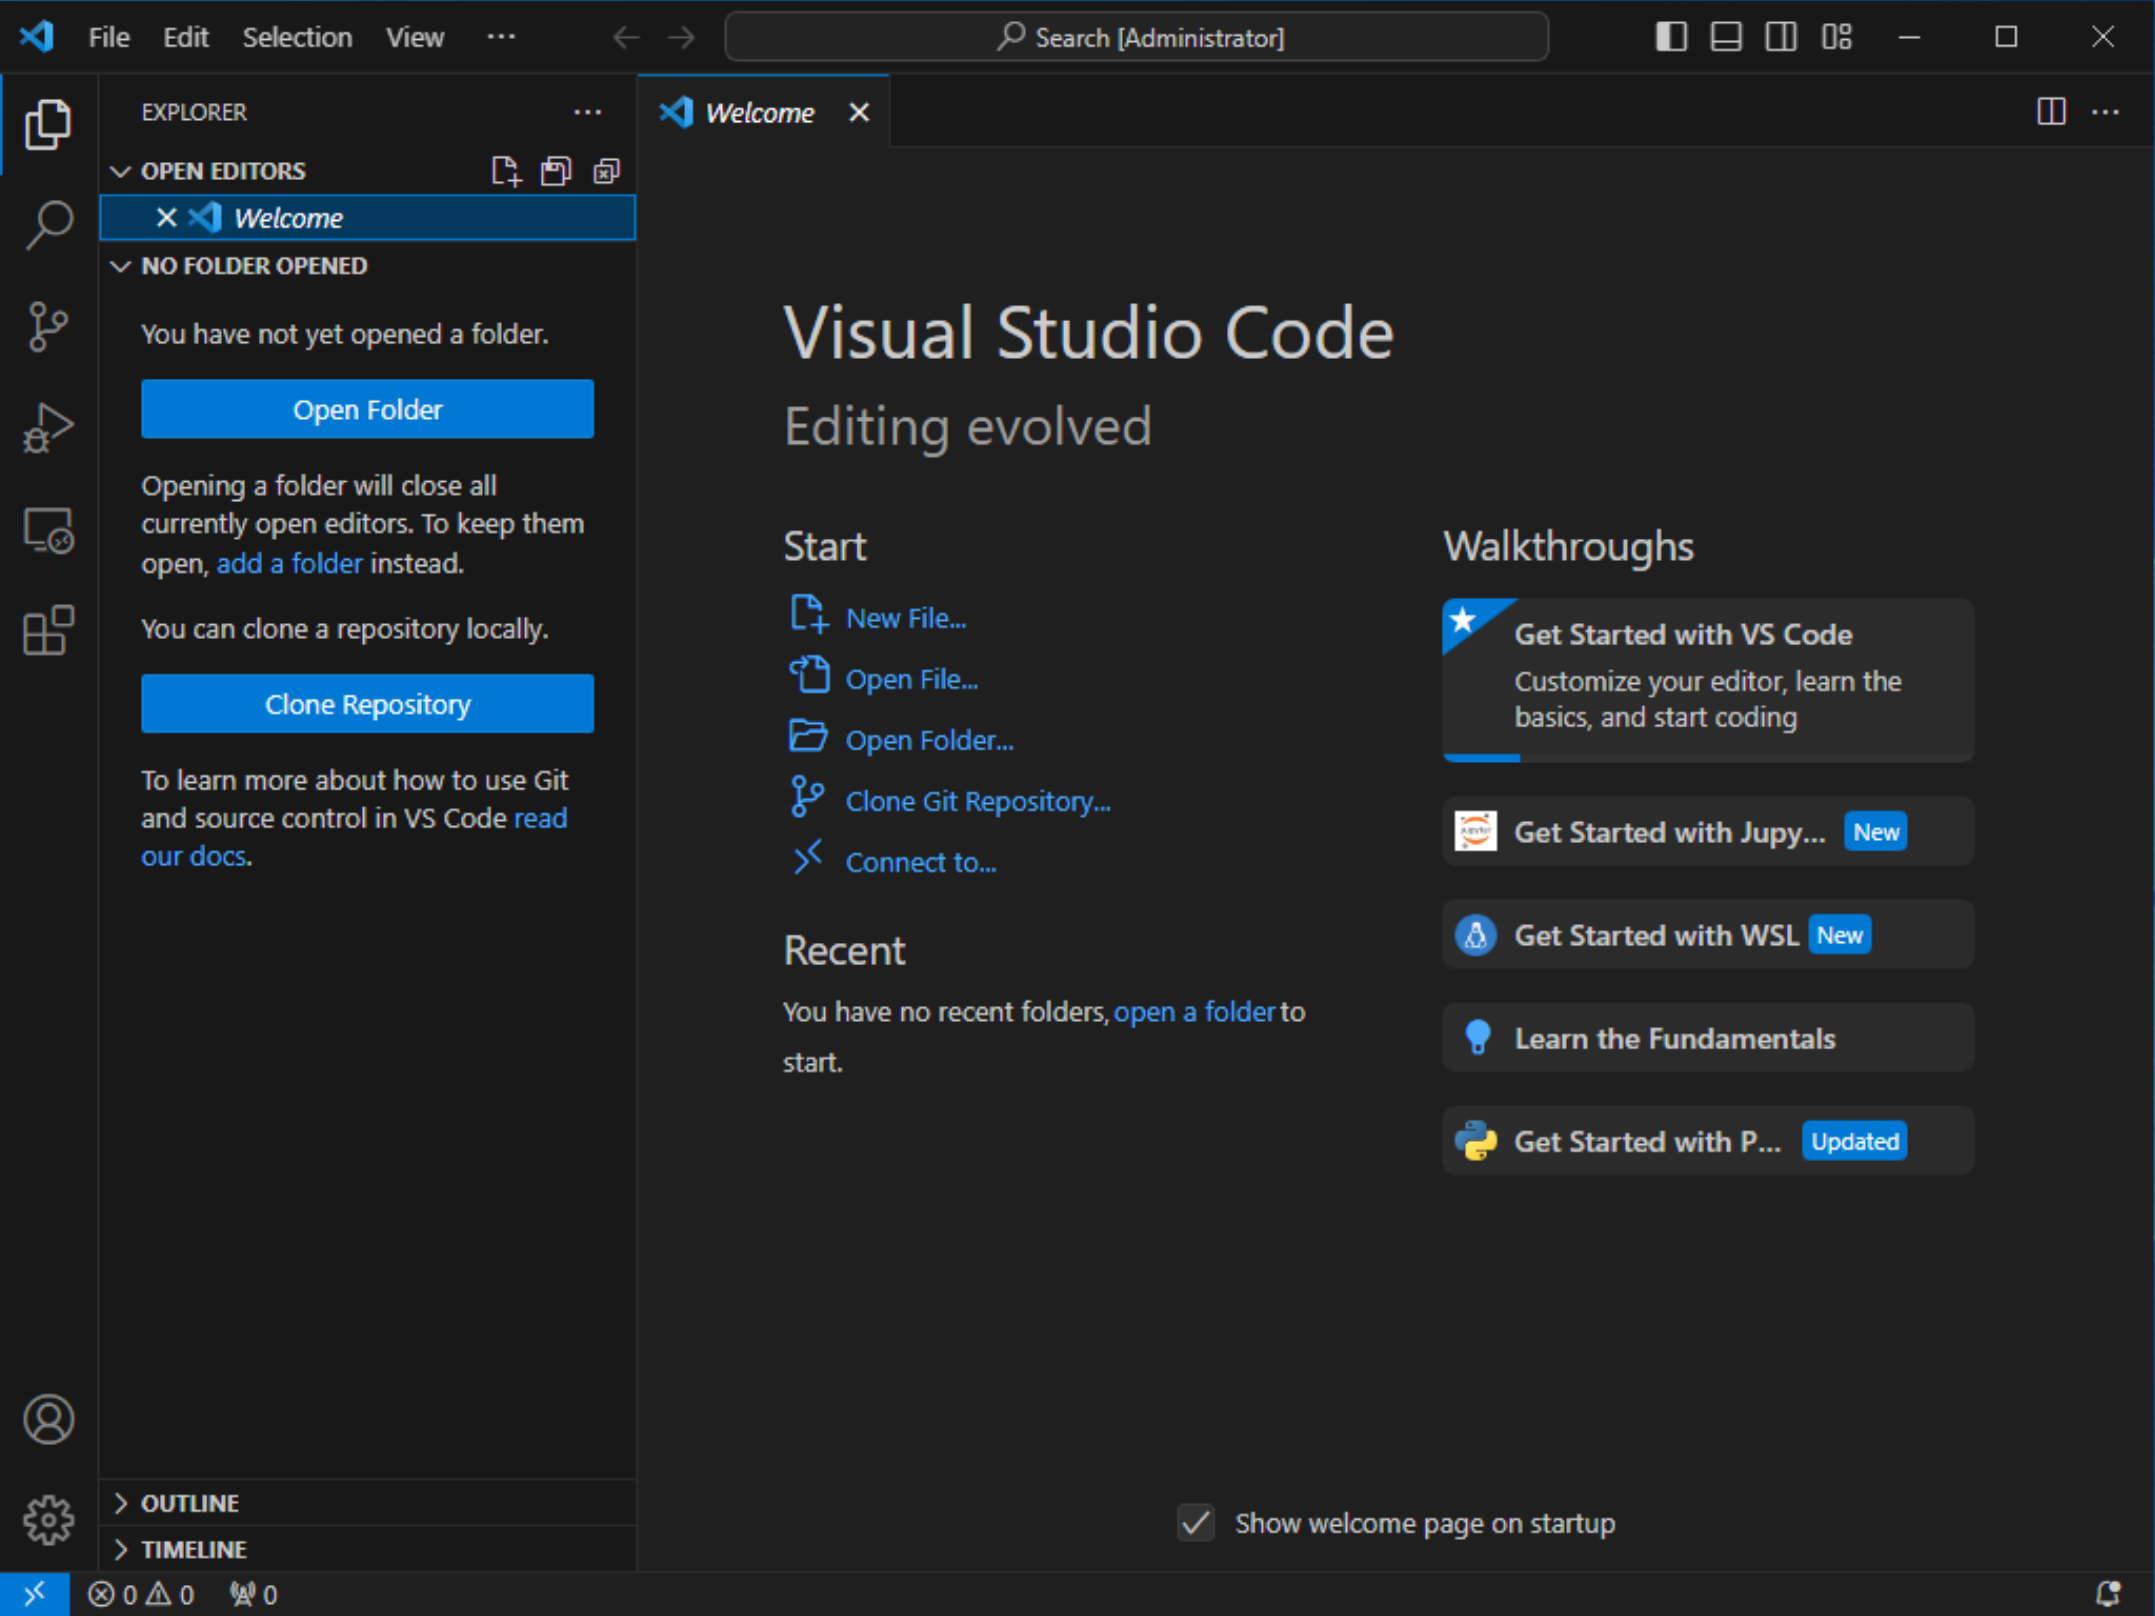 File Edit Selection View ··· Search [Administrator]
EXPLORER
OPEN EDITORS
Welcome
NO FOLDER OPENED
You have not yet opened a folder.
Open Folder
Opening a folder will close all
currently open editors. To keep them
open, add a folder instead.
You can clone a repository locally.
Clone Repository
To learn more about how to use Git
and source control in VS Code read
our docs.
OUTLINE
TIMELINE
Welcome
Visual Studio Code
Editing evolved
Start
New File...
Open File...
Open Folder...
Clone Git Repository...
Connect to...
Recent
You have no recent folders, open a folder to
start.
Walkthroughs
Get Started with VS Code
Customize your editor, learn the
basics, and start coding
Get Started with Jupy... New
Get Started with WSL New
Learn the Fundamentals
Get Started with P... Updated
Show welcome page on startup
0 0 0